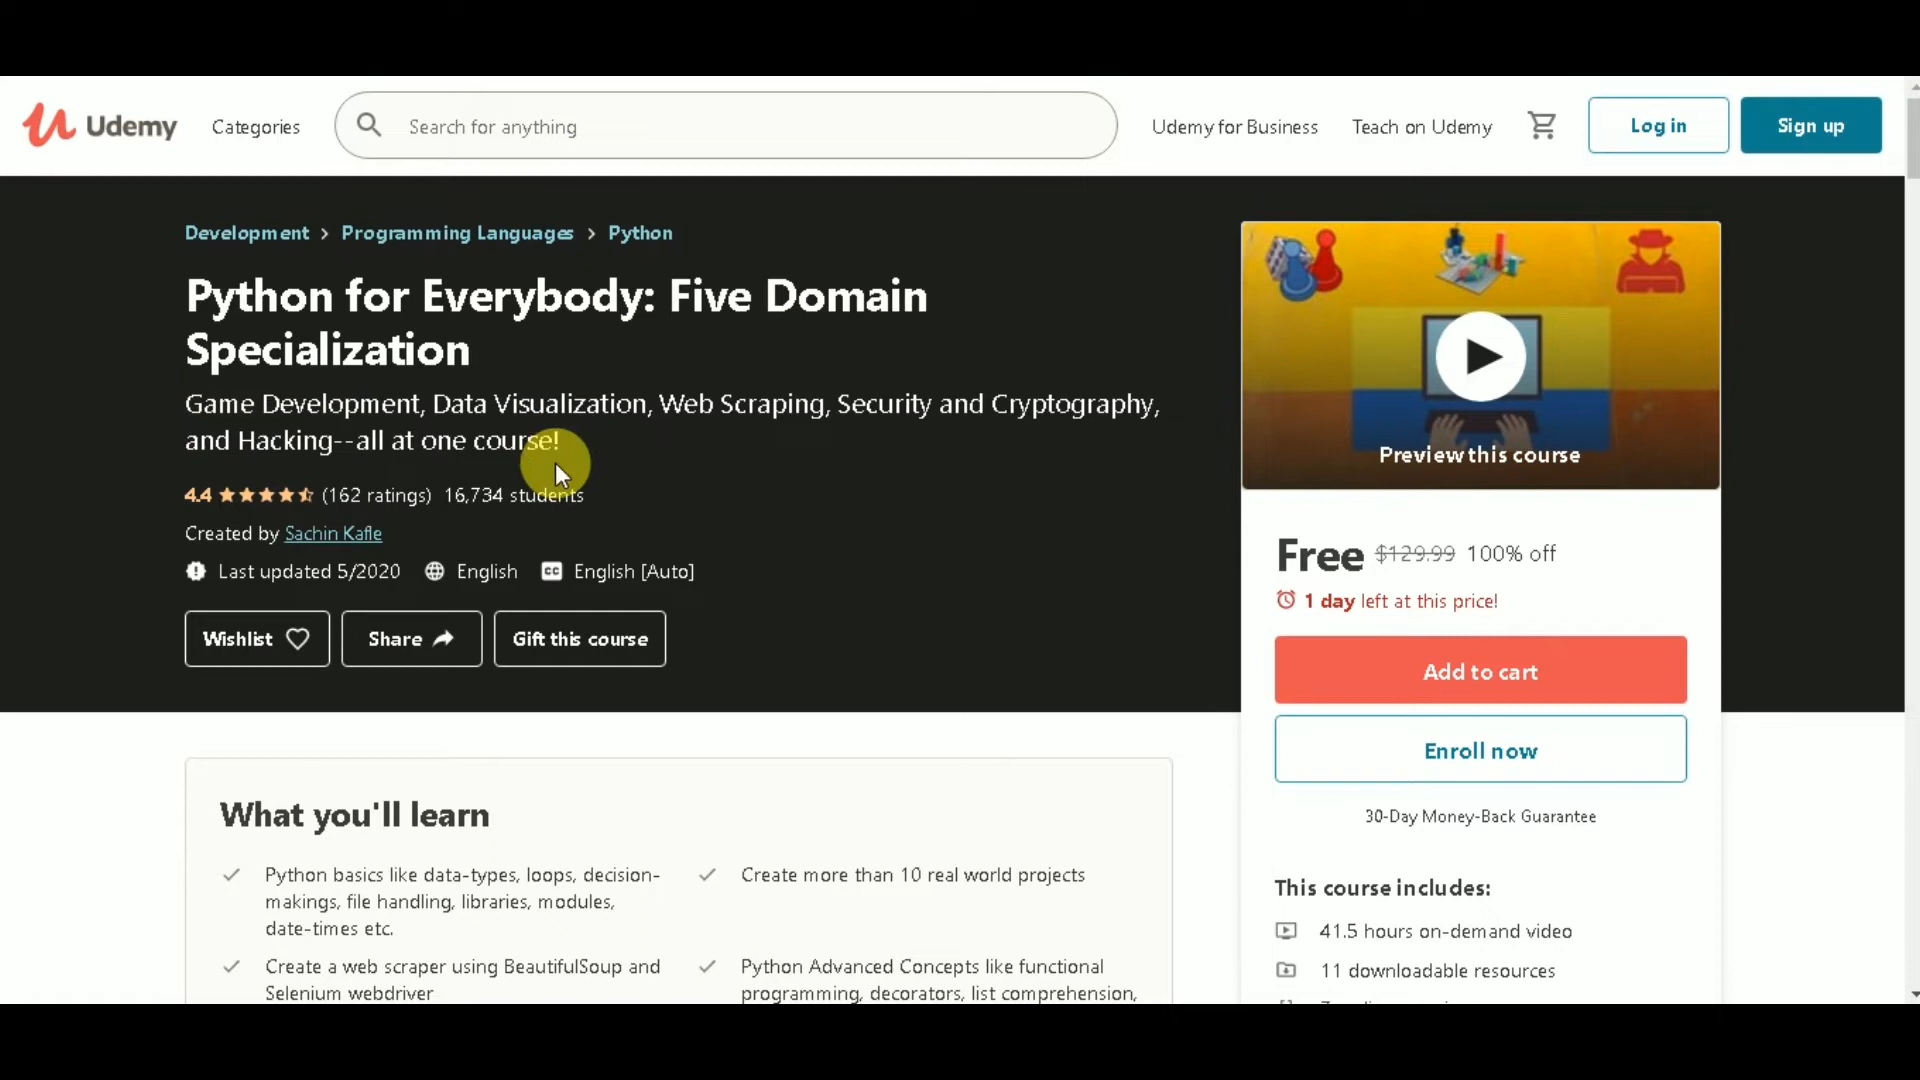 Udemy
Categories
Search for anything
Udemy for Business
Teach on Udemy
Log in
Sign up
Development > Programming Languages > Python
Python for Everybody: Five Domain
Specialization
Game Development, Data Visualization, Web Scraping, Security and Cryptography,
and Hacking--all at one course!
4.4 (162 ratings) 16,734 students
Created by Sachin Kafle
Last updated 5/2020 English CC English [Auto]
Wishlist
Share
Gift this course
Preview this course
Free $129.99 100% off
1 day left at this price!
Add to cart
Enroll now
30-Day Money-Back Guarantee
This course includes:
41.5 hours on-demand video
11 downloadable resources
What you'll learn
Python basics like data-types, loops, decision-
makings, file handling, libraries, modules,
date-times etc.
Create more than 10 real world projects
Create a web scraper using BeautifulSoup and
Selenium webdriver
Python Advanced Concepts like functional
programming, decorators, list comprehension,